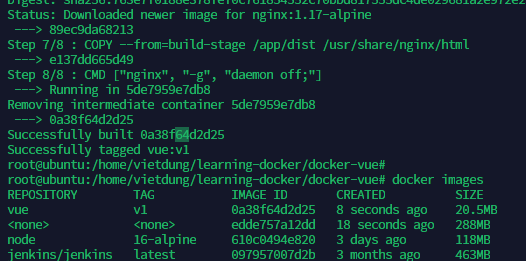 Status: Downloaded newer image for nginx:1.17-alpine
---> 89ec9da68213
Step 7/8 : COPY --from=build-stage /app/dist /usr/share/nginx/html
---> e137dd665d49
Step 8/8 : CMD ["nginx", "-g", "daemon off;"]
---> Running in 5de7959e7db8
Removing intermediate container 5de7959e7db8
---> 0a38f64d2d25
Successfully built 0a38f64d2d25
Successfully tagged vue:v1
root@ubuntu:/home/vietdung/learning-docker/docker-vue#
root@ubuntu:/home/vietdung/learning-docker/docker-vue# docker images
REPOSITORY TAG IMAGE ID CREATED SIZE
vue v1 0a38f64d2d25 8 seconds ago 20.5MB
<none> <none> edde757a12dd 18 seconds ago 288MB
node 16-alpine 610c0494e820 3 days ago 118MB
jenkins/jenkins latest 097957007d2b 3 months ago 463MB